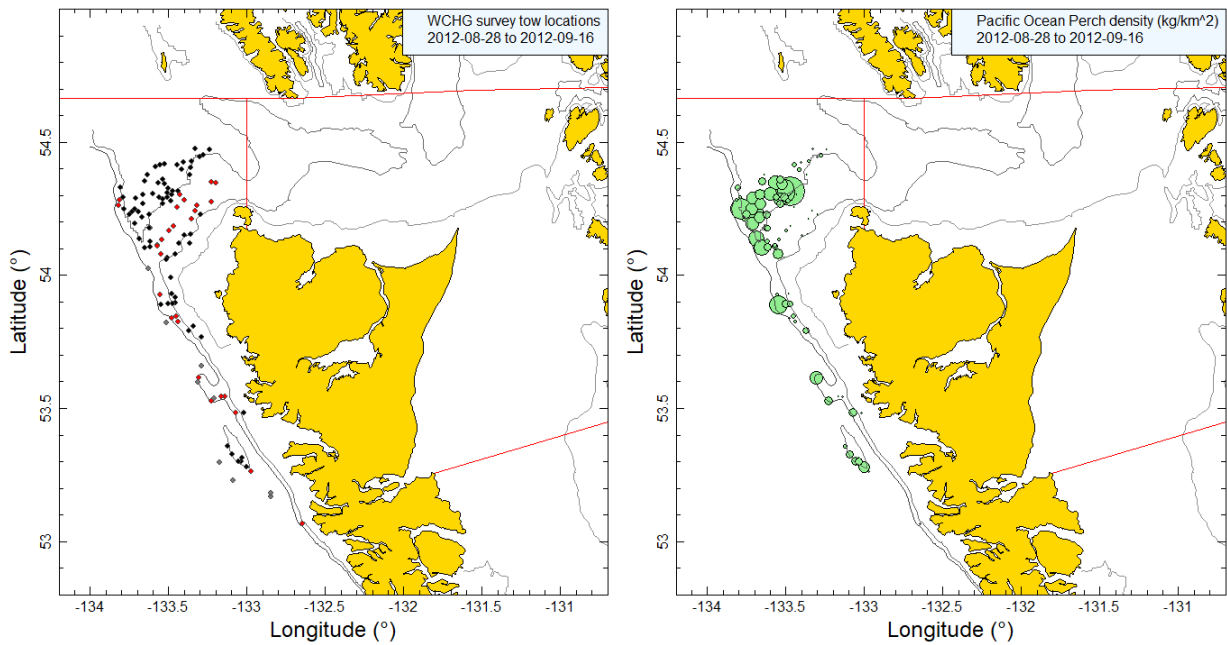 WCHG survey tow locations
2012-08-28 to 2012-09-16
54.5
54
53.5
53
Latitude (°)
-134
-133.5
-133
-132.5
-132
-131.5
-131
Longitude (°)
Pacific Ocean Perch density (kg/km^2)
2012-08-28 to 2012-09-16
54.5
54
53.5
53
Latitude (°)
-134
-133.5
-133
-132.5
-132
-131.5
-131
Longitude (°)